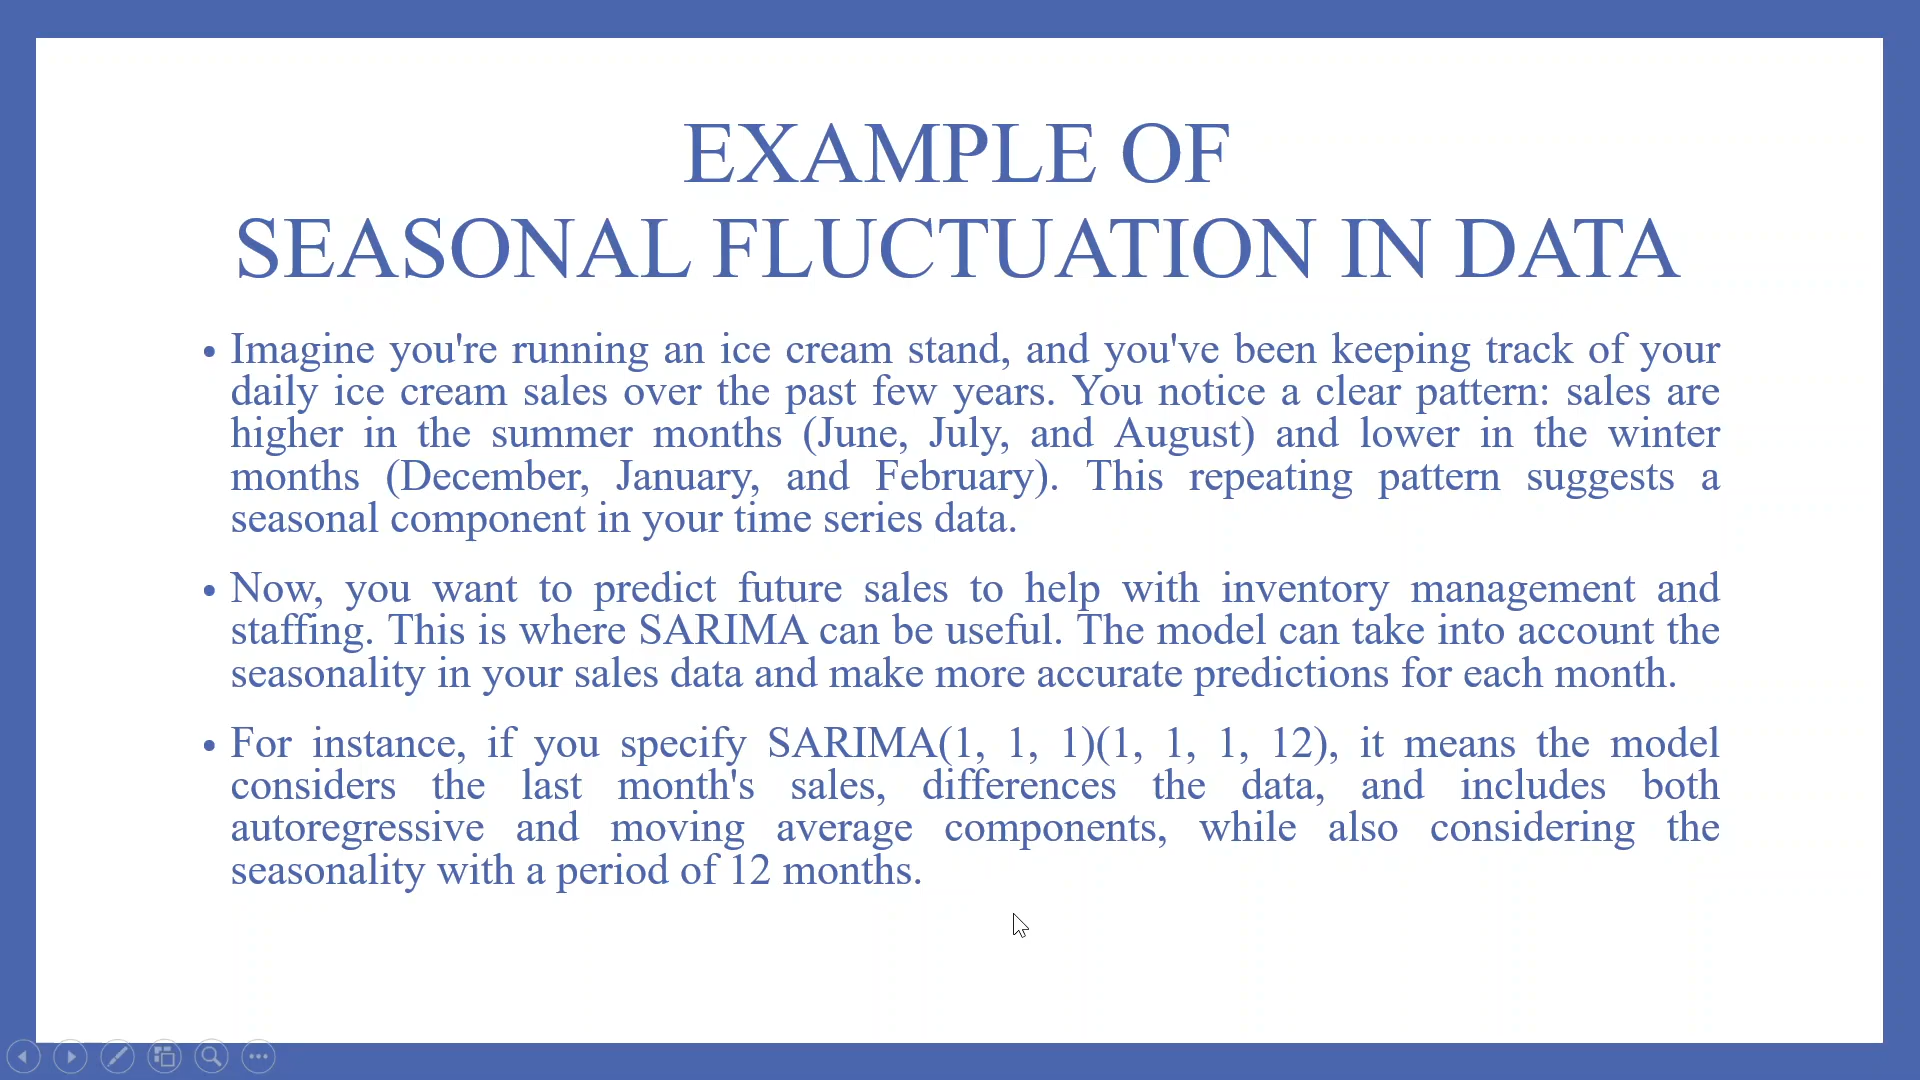 EXAMPLE OF
SEASONAL FLUCTUATION IN DATA
• Imagine you're running an ice cream stand, and you've been keeping track of your
daily ice cream sales over the past few years. You notice a clear pattern: sales are
higher in the summer months (June, July, and August) and lower in the winter
months (December, January, and February). This repeating pattern suggests a
seasonal component in your time series data.
• Now, you want to predict future sales to help with inventory management and
staffing. This is where SARIMA can be useful. The model can take into account the
seasonality in your sales data and make more accurate predictions for each month.
• For instance, if you specify SARIMA(1, 1, 1)(1, 1, 1, 12), it means the model
considers the last month's sales, differences the data, and includes both
autoregressive and moving average components, while also considering the
seasonality with a period of 12 months.